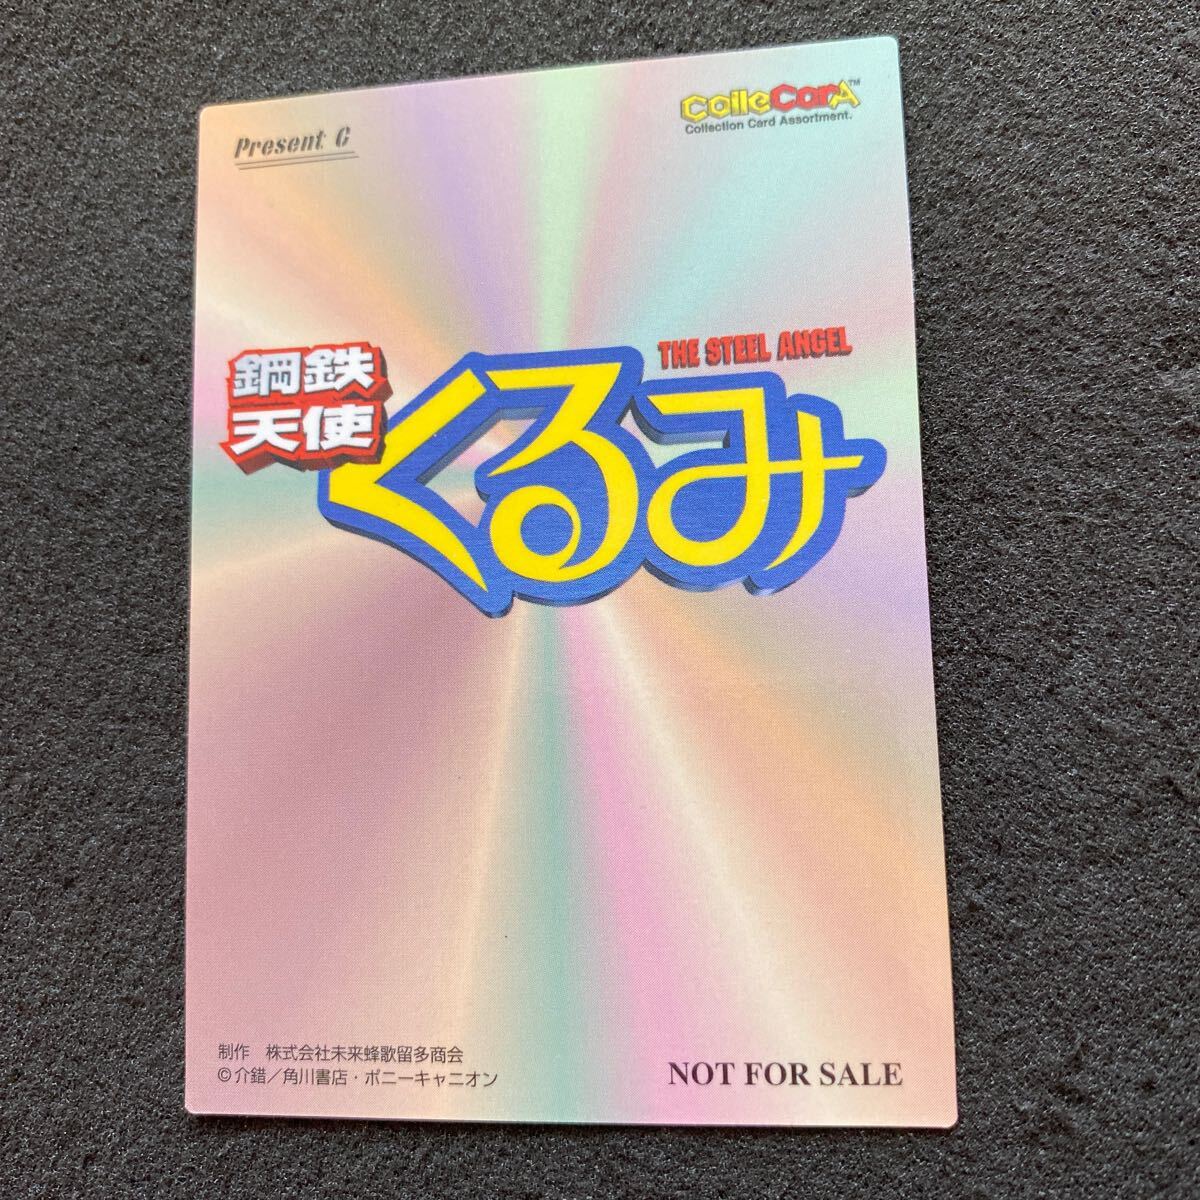 Present G
ColleCarA™
Collection Card Assortment.
THE STEEL ANGEL
鋼鉄
天使
くるみ
制作　株式会社未来蜂歌留多商会
©介錯／角川書店・ポニーキャニオン
NOT FOR SALE